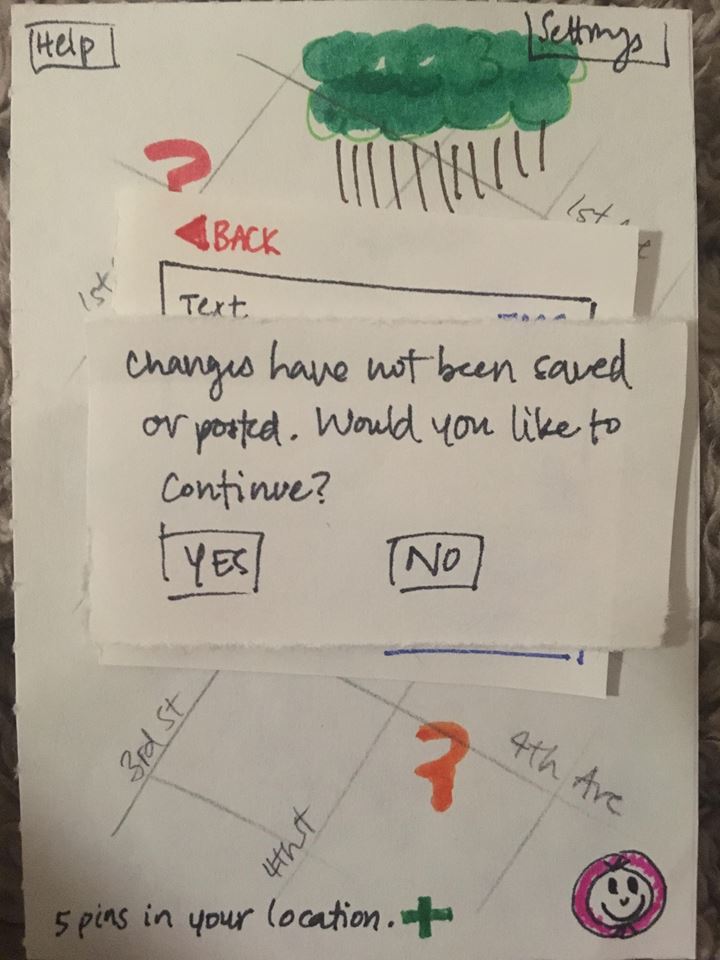 Help
Settings
?
1st
1st
BACK
Text
Changes have not been saved
or posted. Would you like to
Continue?
YES
NO
3rd St
?
4th Ave
4th St
5 pins in your location. +